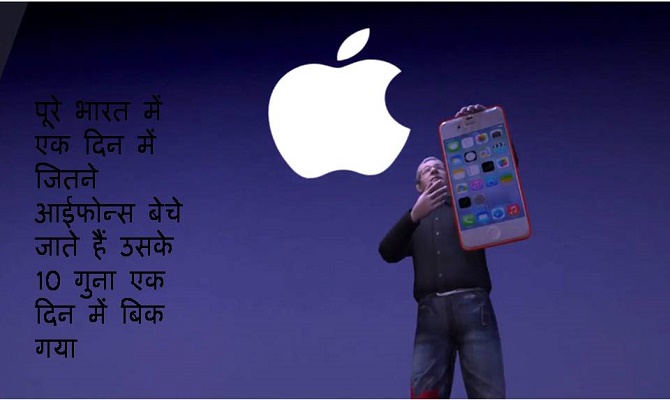 पूरे भारत में
एक दिन में
जितने
आईफोन्स बेचे
जाते हैं उसके
10 गुना एक
दिन में बिक
गया